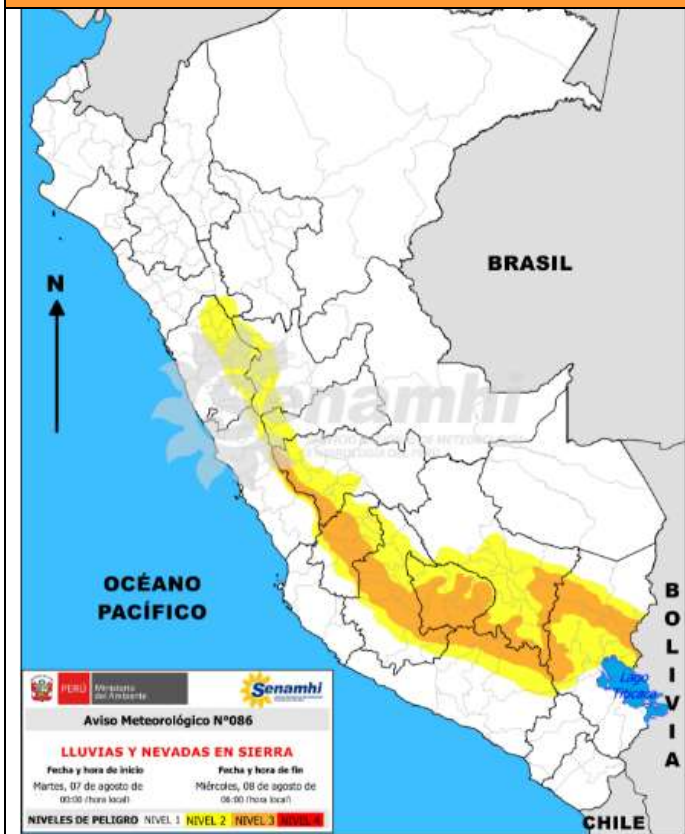 BRASIL
N
Senamhi
OCÉANO
PACÍFICO
BOLIVIA
Lago
Titicaca
PERÚ
Ministerio
del Ambiente
Senamhi
Aviso Meteorológico N°086
LLUVIAS Y NEVADAS EN SIERRA
Fecha y hora de inicio
Fecha y hora de fin
Martes, 07 de agosto de
00:00 (hora local)
Miércoles, 08 de agosto de
06:00 (hora local)
NIVELES DE PELIGRO NIVEL 1 NIVEL 2 NIVEL 3 NIVEL 4
CHILE